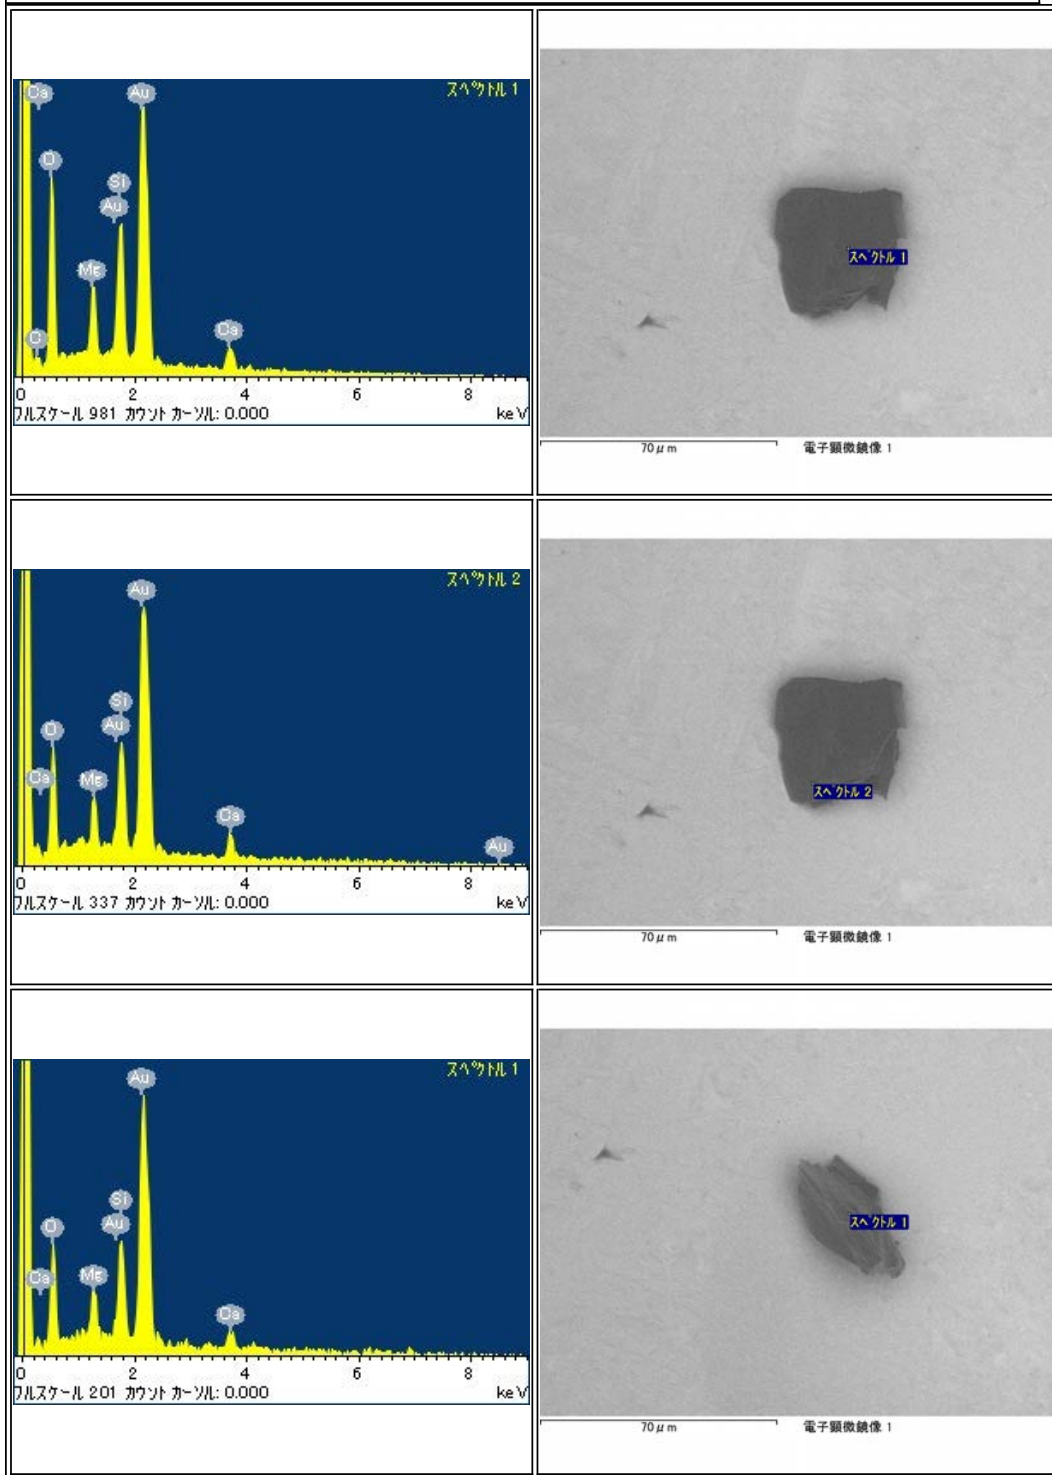 スペクトル 1
Ca
Au
O
Si
Au
Mg
C
Ca
0 2 4 6 8
フルスケール 981 カウント カーソル: 0.000 keV
スペクトル 1
70μm 電子顕微鏡像 1
スペクトル 2
Au
Si
Au
O
Ca
Mg
Ca
Au
0 2 4 6 8
フルスケール 337 カウント カーソル: 0.000 keV
スペクトル 2
70μm 電子顕微鏡像 1
スペクトル 1
Au
Si
Au
O
Ca
Mg
Ca
0 2 4 6 8
フルスケール 201 カウント カーソル: 0.000 keV
スペクトル 1
70μm 電子顕微鏡像 1